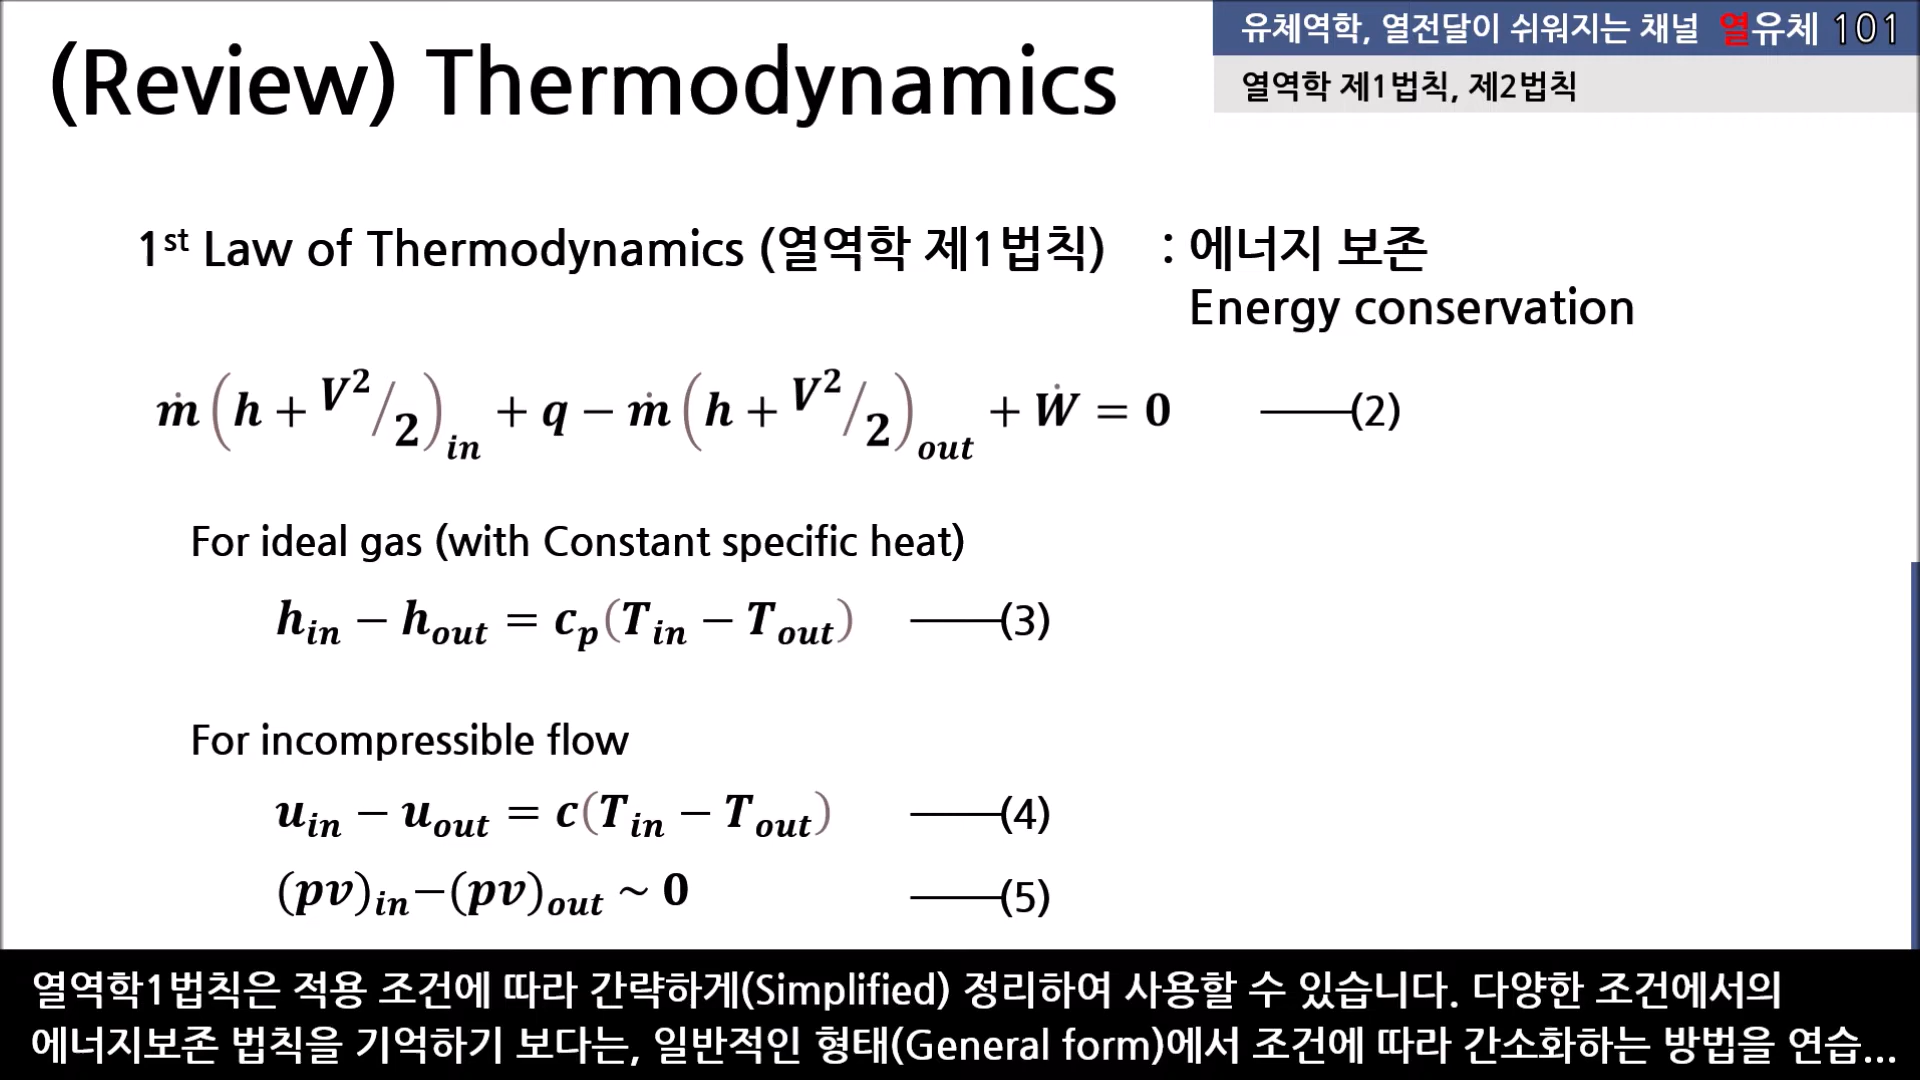 (Review) Thermodynamics
유체역학, 열전달이 쉬워지는 채널 열유체 101
열역학 제1법칙, 제2법칙
1st Law of Thermodynamics (열역학 제1법칙) : 에너지 보존
Energy conservation
ṁ(h + V²/2)in + q − ṁ(h + V²/2)out + Ẇ = 0 ——(2)
For ideal gas (with Constant specific heat)
hin − hout = cp(Tin − Tout) ——(3)
For incompressible flow
uin − uout = c(Tin − Tout) ——(4)
(pv)in−(pv)out ~ 0 ——(5)
열역학1법칙은 적용 조건에 따라 간략하게(Simplified) 정리하여 사용할 수 있습니다. 다양한 조건에서의
에너지보존 법칙을 기억하기 보다는, 일반적인 형태(General form)에서 조건에 따라 간소화하는 방법을 연습...